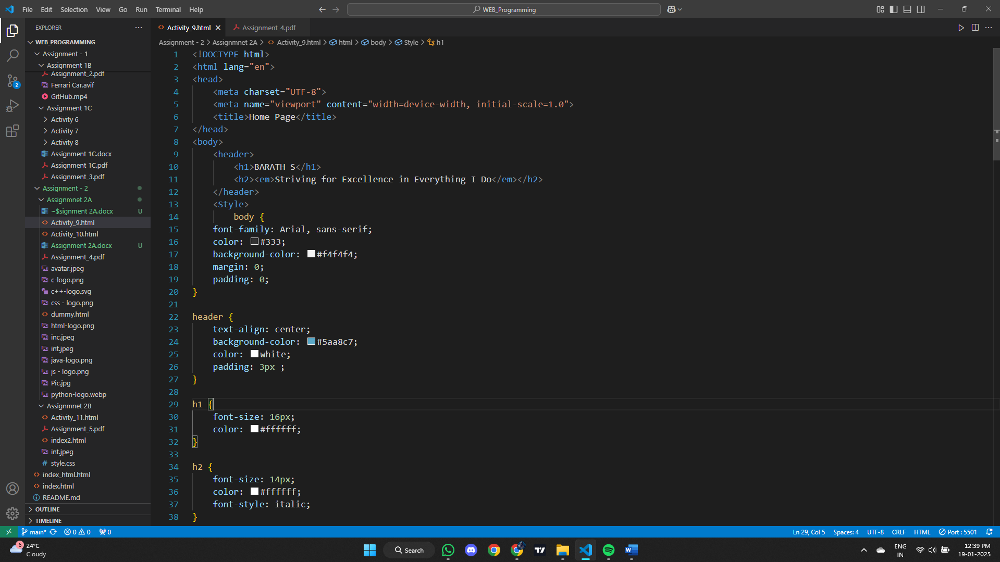 File Edit Selection View Go Run Terminal Help
WEB_Programming
EXPLORER
WEB_PROGRAMMING
Assignment - 1
Assignment 1B
Assignment_2.pdf
Ferrari Car.avif
GitHub.mp4
Assignment 1C
Activity 6
Activity 7
Activity 8
Assignment 1C.docx
Assignment 1C.pdf
Assignment_3.pdf
Assignment - 2
Assignmnet 2A
~$signment 2A.docx U
Activity_9.html
Activity_10.html
Assignment 2A.docx U
Assignment_4.pdf
avatar.jpeg
c-logo.png
c++-logo.svg
css - logo.png
dummy.html
html-logo.png
inc.jpeg
int.jpeg
java-logo.png
js - logo.png
Pic.jpg
python-logo.webp
Assignmnet 2B
Activity_11.html
Assignment_5.pdf
index2.html
int.jpeg
style.css
index_html.html
index.html
README.md
OUTLINE
TIMELINE
2
Activity_9.html Assignment_4.pdf
Assignment - 2 > Assignmnet 2A > Activity_9.html > html > body > Style > h1
1 <!DOCTYPE html>
2 <html lang="en">
3 <head>
4 <meta charset="UTF-8">
5 <meta name="viewport" content="width=device-width, initial-scale=1.0">
6 <title>Home Page</title>
7 </head>
8 <body>
9 <header>
10 <h1>BARATH S</h1>
11 <h2><em>Striving for Excellence in Everything I Do</em></h2>
12 </header>
13 <Style>
14 body {
15 font-family: Arial, sans-serif;
16 color: #333;
17 background-color: #f4f4f4;
18 margin: 0;
19 padding: 0;
20 }
21
22 header {
23 text-align: center;
24 background-color: #5aa8c7;
25 color: white;
26 padding: 3px ;
27 }
28
29 h1 {
30 font-size: 16px;
31 color: #ffffff;
32 }
33
34 h2 {
35 font-size: 14px;
36 color: #ffffff;
37 font-style: italic;
38 }
main* 0 0 0 Ln 29, Col 5 Spaces: 4 UTF-8 CRLF HTML Port : 5501
6
24°C
Cloudy
Search
ENG
IN
12:39 PM
19-01-2025